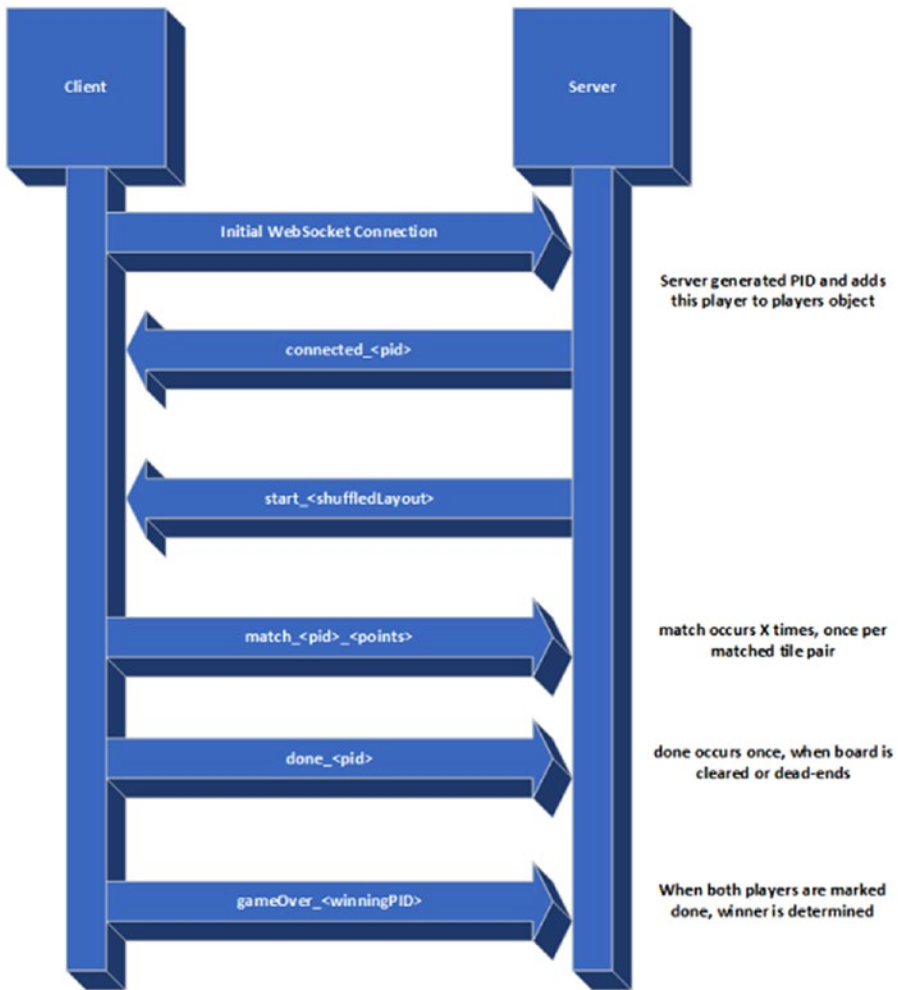 Client
Server
Initial WebSocket Connection
Server generated PID and adds
this player to players object
connected_<pid>
start_<shuffledLayout>
match_<pid>_<points>
match occurs X times, once per
matched tile pair
done_<pid>
done occurs once, when board is
cleared or dead-ends
gameOver_<winningPID>
When both players are marked
done, winner is determined